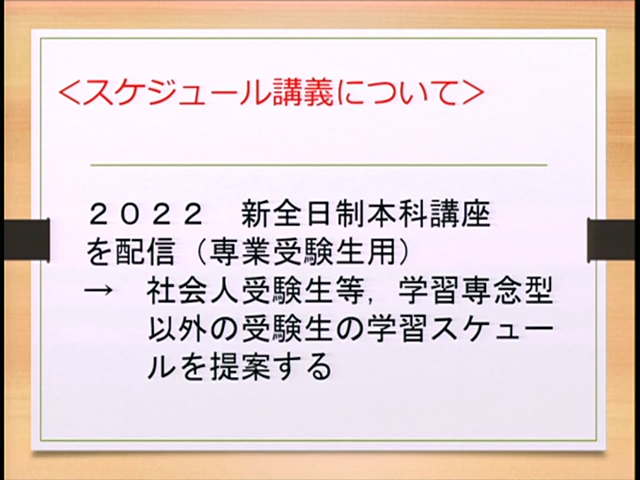 ＜スケジュール講義について＞
２０２２　新全日制本科講座
を配信（専業受験生用）
→　社会人受験生等，学習専念型
以外の受験生の学習スケュー
ルを提案する